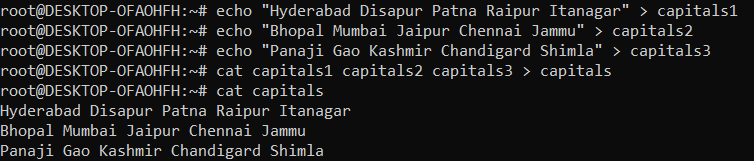 root@DESKTOP-OFAOHFH:~# echo "Hyderabad Disapur Patna Raipur Itanagar" > capitals1
root@DESKTOP-OFAOHFH:~# echo "Bhopal Mumbai Jaipur Chennai Jammu" > capitals2
root@DESKTOP-OFAOHFH:~# echo "Panaji Gao Kashmir Chandigard Shimla" > capitals3
root@DESKTOP-OFAOHFH:~# cat capitals1 capitals2 capitals3 > capitals
root@DESKTOP-OFAOHFH:~# cat capitals
Hyderabad Disapur Patna Raipur Itanagar
Bhopal Mumbai Jaipur Chennai Jammu
Panaji Gao Kashmir Chandigard Shimla